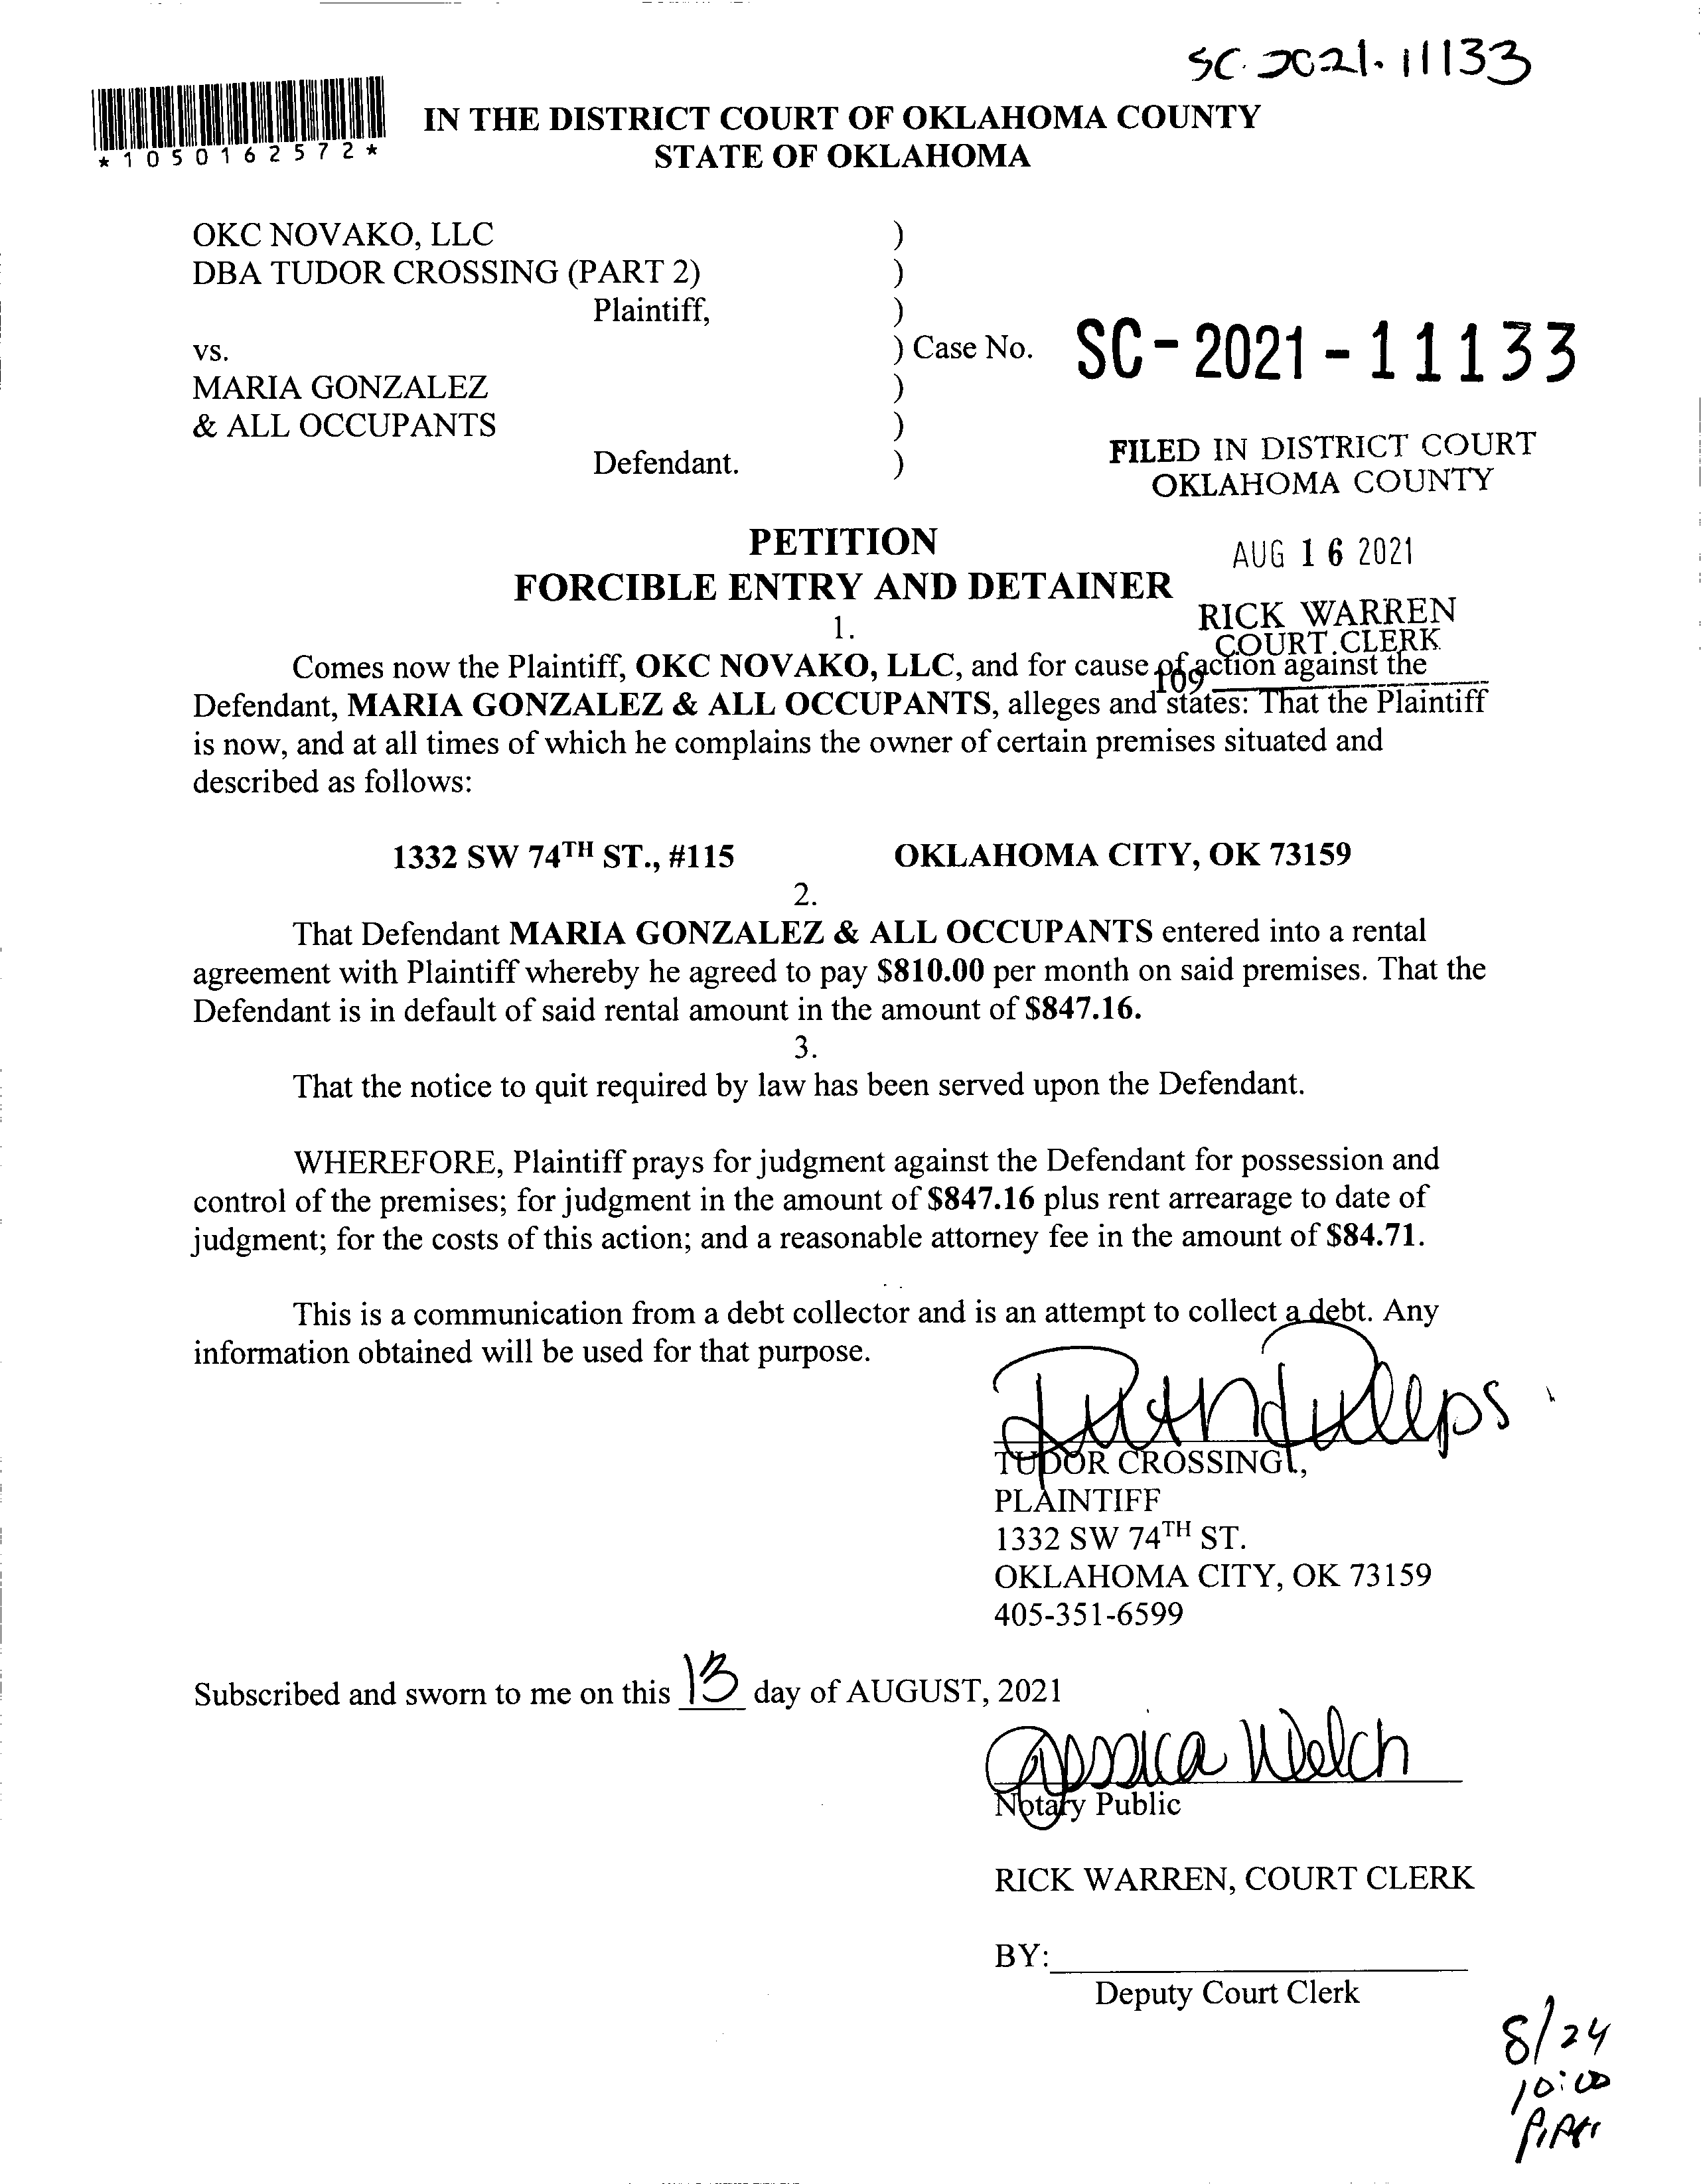 SC-2021-11133
*1050162572*
IN THE DISTRICT COURT OF OKLAHOMA COUNTY
STATE OF OKLAHOMA
OKC NOVAKO, LLC )
DBA TUDOR CROSSING (PART 2) )
Plaintiff, )
vs. ) Case No. SC-2021-11133
MARIA GONZALEZ )
& ALL OCCUPANTS )
Defendant. )
FILED IN DISTRICT COURT
OKLAHOMA COUNTY
PETITION
AUG 16 2021
FORCIBLE ENTRY AND DETAINER
RICK WARREN
COURT CLERK
109
1.
Comes now the Plaintiff, OKC NOVAKO, LLC, and for cause of action against the
Defendant, MARIA GONZALEZ & ALL OCCUPANTS, alleges and states: That the Plaintiff
is now, and at all times of which he complains the owner of certain premises situated and
described as follows:
1332 SW 74TH ST., #115 OKLAHOMA CITY, OK 73159
2.
That Defendant MARIA GONZALEZ & ALL OCCUPANTS entered into a rental
agreement with Plaintiff whereby he agreed to pay $810.00 per month on said premises. That the
Defendant is in default of said rental amount in the amount of $847.16.
3.
That the notice to quit required by law has been served upon the Defendant.
WHEREFORE, Plaintiff prays for judgment against the Defendant for possession and
control of the premises; for judgment in the amount of $847.16 plus rent arrearage to date of
judgment; for the costs of this action; and a reasonable attorney fee in the amount of $84.71.
This is a communication from a debt collector and is an attempt to collect a debt. Any
information obtained will be used for that purpose.
TUDOR CROSSING.,
PLAINTIFF
1332 SW 74TH ST.
OKLAHOMA CITY, OK 73159
405-351-6599
Subscribed and sworn to me on this 13 day of AUGUST, 2021
Jessica Welch
Notary Public
RICK WARREN, COURT CLERK
BY:
Deputy Court Clerk
8/24
10:00